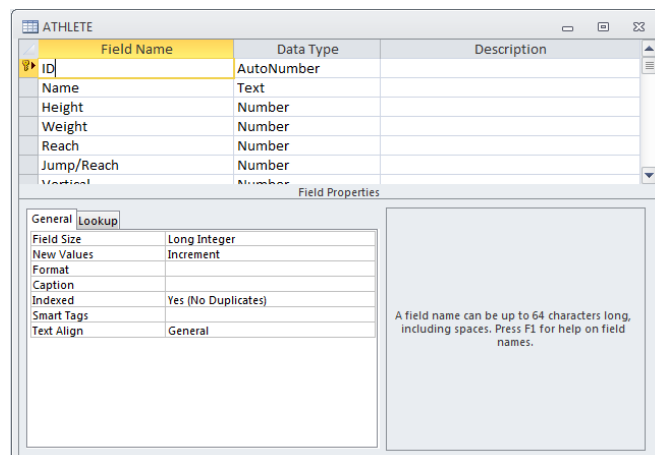 ATHLETE
Field Name Data Type Description
ID AutoNumber
Name Text
Height Number
Weight Number
Reach Number
Jump/Reach Number
Vertical Number
Field Properties
General Lookup
Field Size Long Integer
New Values Increment
Format
Caption
Indexed Yes (No Duplicates)
Smart Tags
Text Align General
A field name can be up to 64 characters long,
including spaces. Press F1 for help on field
names.